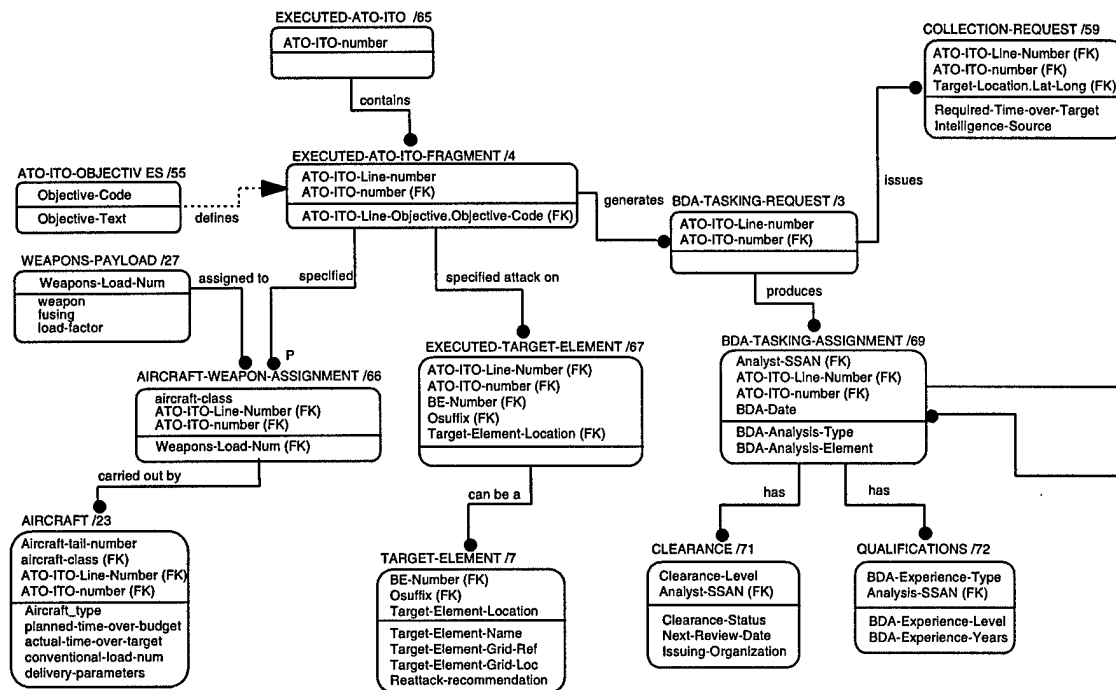 EXECUTED-ATO-ITO /65
ATO-ITO-number
contains
COLLECTION-REQUEST /59
ATO-ITO-Line-Number (FK)
ATO-ITO-number (FK)
Target-Location.Lat-Long (FK)
Required-Time-over-Target
Intelligence-Source
issues
ATO-ITO-OBJECTIV ES /55
Objective-Code
Objective-Text
defines
EXECUTED-ATO-ITO-FRAGMENT /4
ATO-ITO-Line-number
ATO-ITO-number (FK)
ATO-ITO-Line-Objective.Objective-Code (FK)
generates
BDA-TASKING-REQUEST /3
ATO-ITO-Line-number
ATO-ITO-number (FK)
WEAPONS-PAYLOAD /27
Weapons-Load-Num
weapon
fusing
load-factor
assigned to
specified
specified attack on
produces
P
AIRCRAFT-WEAPON-ASSIGNMENT /66
aircraft-class
ATO-ITO-Line-Number (FK)
ATO-ITO-number (FK)
Weapons-Load-Num (FK)
EXECUTED-TARGET-ELEMENT /67
ATO-ITO-Line-Number (FK)
ATO-ITO-number (FK)
BE-Number (FK)
Osuffix (FK)
Target-Element-Location (FK)
BDA-TASKING-ASSIGNMENT /69
Analyst-SSAN (FK)
ATO-ITO-Line-Number (FK)
ATO-ITO-number (FK)
BDA-Date
BDA-Analysis-Type
BDA-Analysis-Element
carried out by
can be a
has
has
AIRCRAFT /23
Aircraft-tail-number
aircraft-class (FK)
ATO-ITO-Line-Number (FK)
ATO-ITO-number (FK)
Aircraft_type
planned-time-over-budget
actual-time-over-target
conventional-load-num
delivery-parameters
TARGET-ELEMENT /7
BE-Number (FK)
Osuffix (FK)
Target-Element-Location
Target-Element-Name
Target-Element-Grid-Ref
Target-Element-Grid-Loc
Reattack-recommendation
CLEARANCE /71
Clearance-Level
Analyst-SSAN (FK)
Clearance-Status
Next-Review-Date
Issuing-Organization
QUALIFICATIONS /72
BDA-Experience-Type
Analysis-SSAN (FK)
BDA-Experience-Level
BDA-Experience-Years